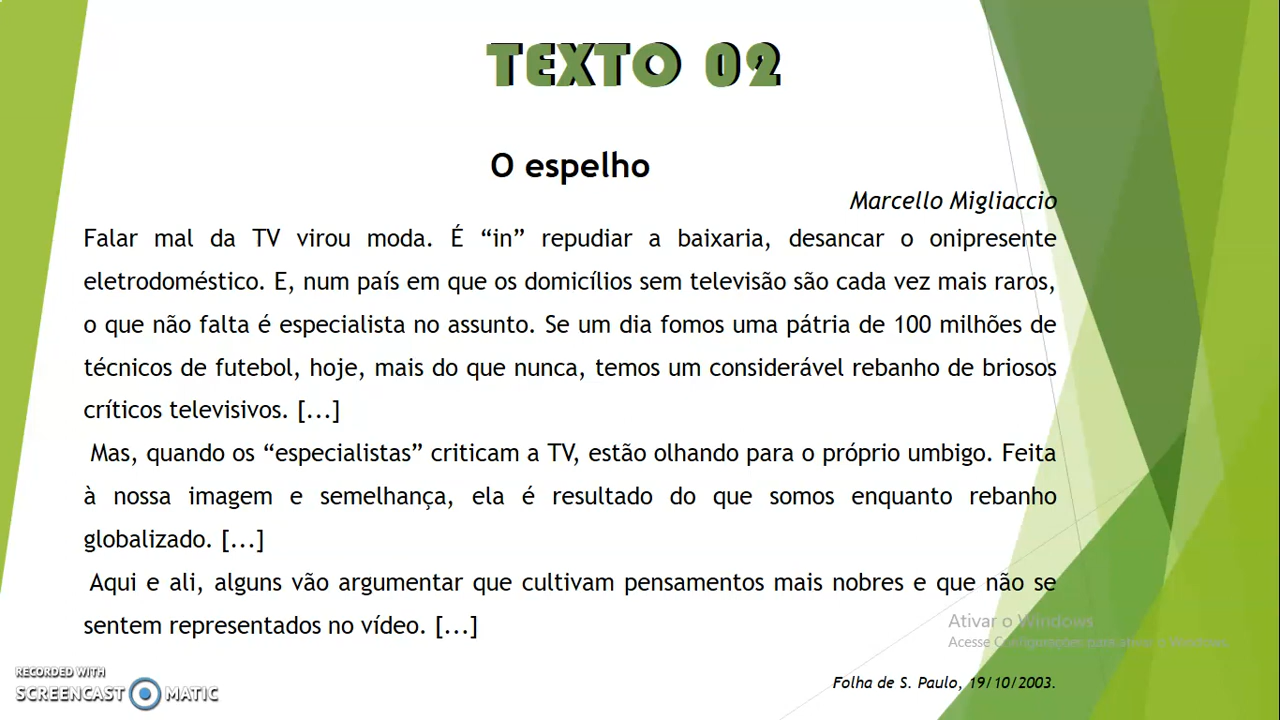 TEXTO 02
O espelho
Marcello Migliaccio
Falar mal da TV virou moda. É “in” repudiar a baixaria, desancar o onipresente
eletrodoméstico. E, num país em que os domicílios sem televisão são cada vez mais raros,
o que não falta é especialista no assunto. Se um dia fomos uma pátria de 100 milhões de
técnicos de futebol, hoje, mais do que nunca, temos um considerável rebanho de briosos
críticos televisivos. [...]
Mas, quando os “especialistas” criticam a TV, estão olhando para o próprio umbigo. Feita
à nossa imagem e semelhança, ela é resultado do que somos enquanto rebanho
globalizado. [...]
Aqui e ali, alguns vão argumentar que cultivam pensamentos mais nobres e que não se
sentem representados no vídeo. [...]
Ativar o Windows
Acesse Configurações para ativar o Windows.
Folha de S. Paulo, 19/10/2003.
RECORDED WITH
SCREENCAST MATIC